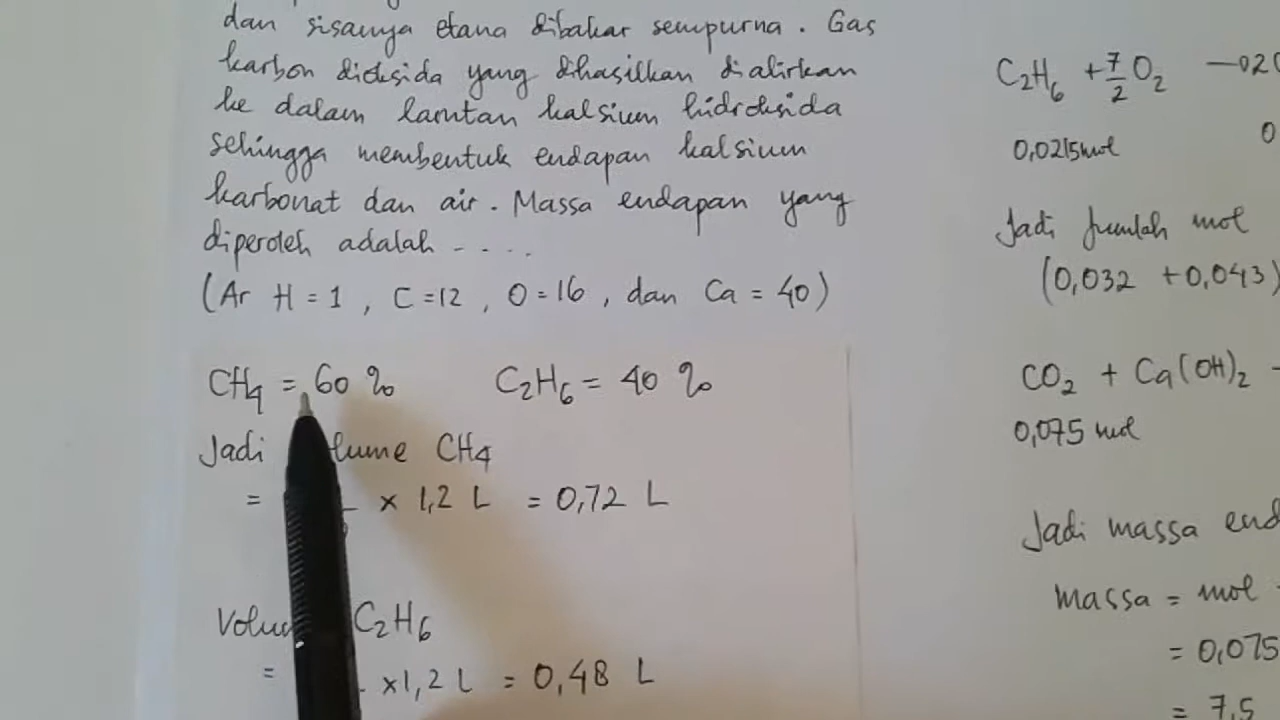 dan sisanya etana dibakar sempurna. Gas
karbon dioksida yang dihasilkan dialirkan
ke dalam larutan kalsium hidroksida
sehingga membentuk endapan kalsium
karbonat dan air. Massa endapan yang
diperoleh adalah ----.
(Ar H = 1, C = 12, O = 16, dan Ca = 40)
CH4 = 60 % C2H6 = 40 %
Jadi CH4
= × 1,2 L = 0,72 L
C2H6
= × 1,2 L = 0,48 L
C2H6 + 7/2 O2
0,0215 mol
Jadi Jumlah mol
(0,032 + 0,043)
CO2 + Ca(OH)2
0,075 mol
Jadi massa
massa = mol
= 0,075
= 7,5